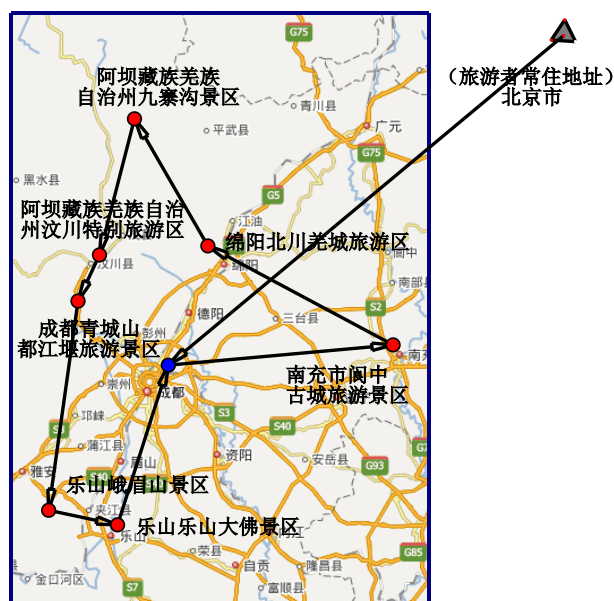 G75
阿坝藏族羌族
自治州九寨沟景区
（旅游者常住地址）
北京市
青川县
平武县
广元
G75
黑水县
G5
阿坝藏族羌族自治
州汶川特别旅游区
江油
绵阳北川羌城旅游区
阆中
汶川县
绵阳
南部县
S2
德阳
三台县
成都青城山
都江堰旅游景区
彭州
南充市阆中
古城旅游景区
崇州
成都
邛崃
S3
S40
蒲江县
眉山
资阳
安岳县
G93
雅安
乐山峨眉山景区
夹江县
乐山乐山大佛景区
乐山
荣县
G85
金口河区
自贡
隆昌县
S7
富顺县